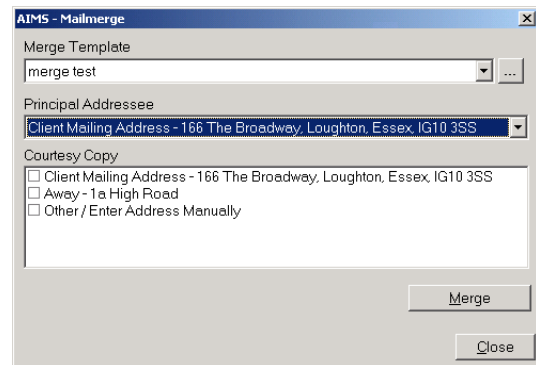 AIMS - Mailmerge
Merge Template
merge test
...
Principal Addressee
Client Mailing Address - 166 The Broadway, Loughton, Essex, IG10 3SS
Courtesy Copy
Client Mailing Address - 166 The Broadway, Loughton, Essex, IG10 3SS
Away - 1a High Road
Other / Enter Address Manually
Merge
Close